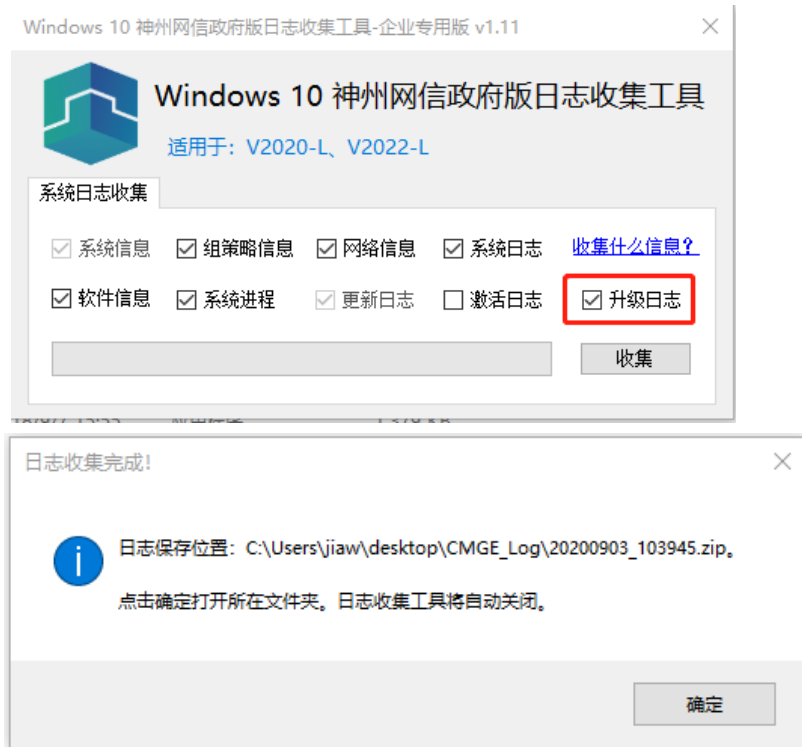 Windows 10 神州网信政府版日志收集工具-企业专用版 v1.11
Windows 10 神州网信政府版日志收集工具
适用于：V2020-L、V2022-L
系统日志收集
系统信息 组策略信息 网络信息 系统日志 收集什么信息？
软件信息 系统进程 更新日志 激活日志 升级日志
收集
日志收集完成!
日志保存位置：C:\Users\jiaw\desktop\CMGE_Log\20200903_103945.zip。
点击确定打开所在文件夹。日志收集工具将自动关闭。
确定